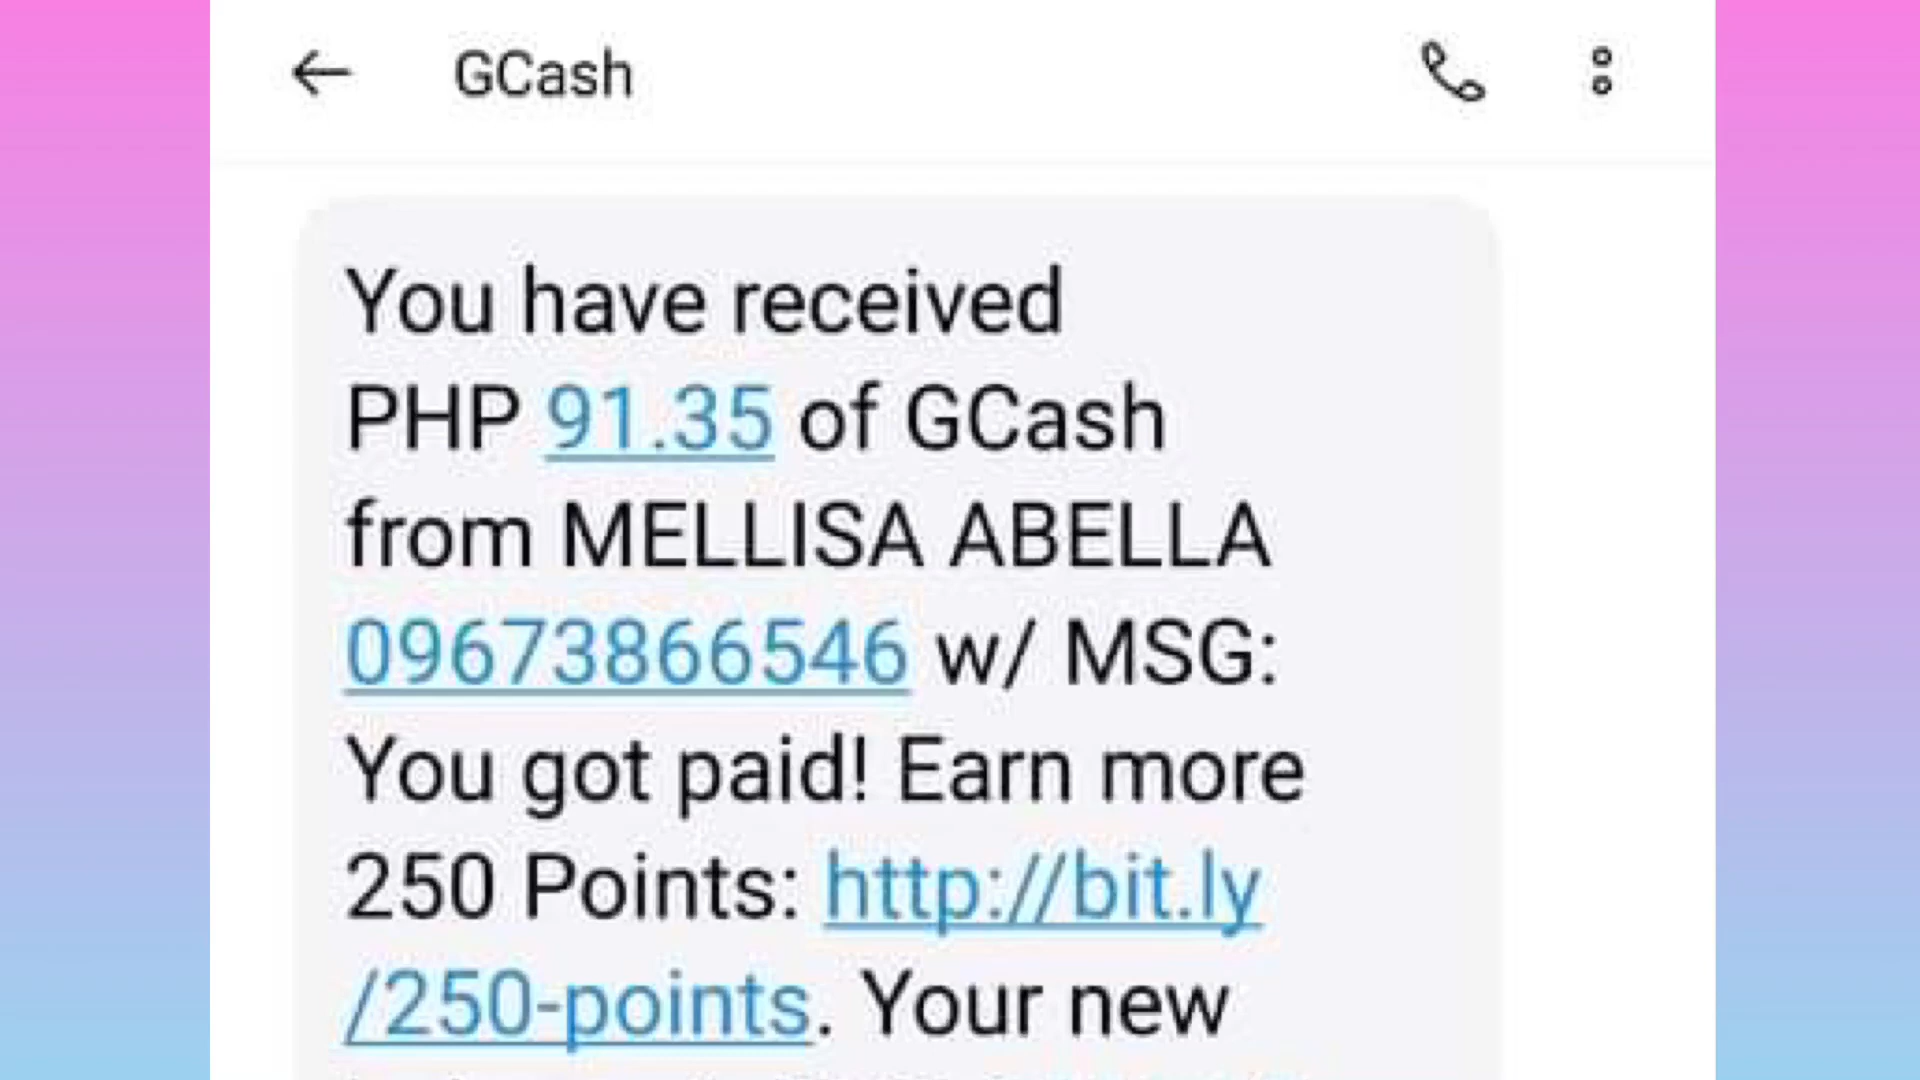 GCash
You have received
PHP 91.35 of GCash
from MELLISA ABELLA
09673866546 w/ MSG:
You got paid! Earn more
250 Points: http://bit.ly
/250-points. Your new